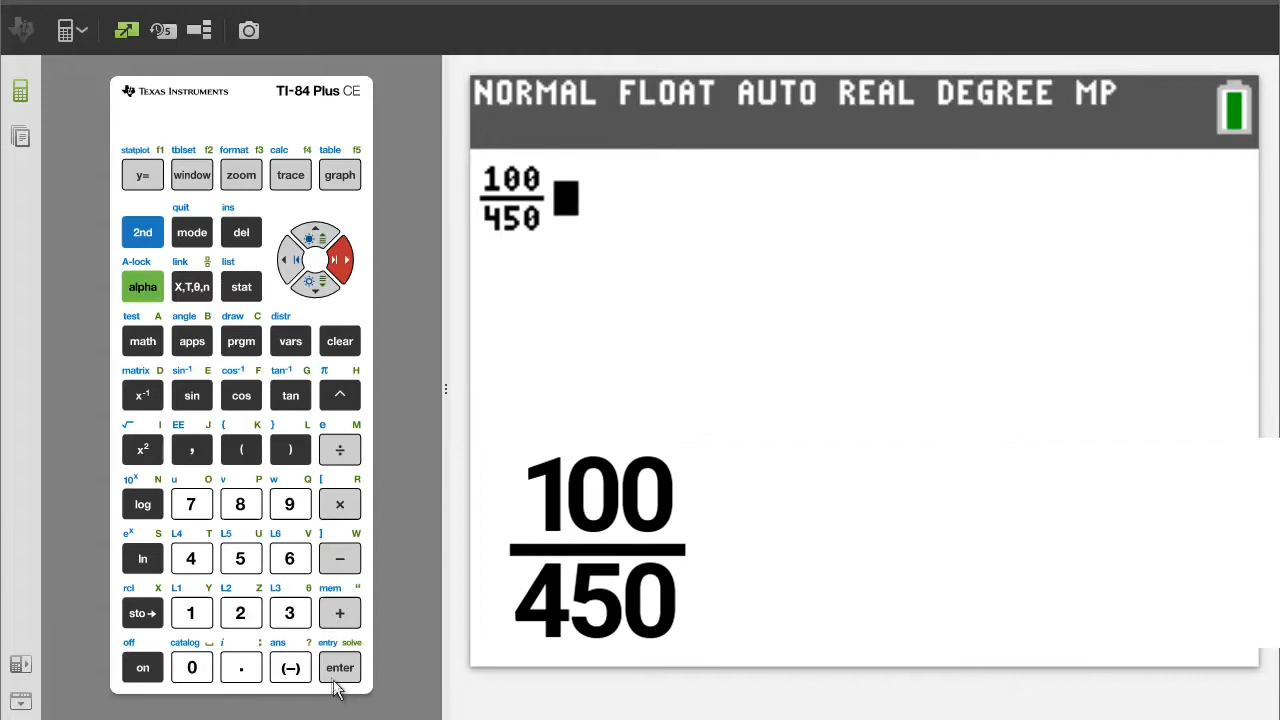 TEXAS INSTRUMENTS TI-84 Plus CE
statplot f1 tblset f2 format f3 calc f4 table f5
y= window zoom trace graph
quit ins
2nd mode del
A-lock link list
alpha X,T,θ,n stat
test A angle B draw C distr
math apps prgm vars clear
matrix D sin⁻¹ E cos⁻¹ F tan⁻¹ G π H
x⁻¹ sin cos tan ^
√ I EE J { K } L e M
x² , ( ) ÷
10ˣ N u O v P w Q [ R
log 7 8 9 ×
eˣ S L4 T L5 U L6 V ] W
ln 4 5 6 −
rcl X L1 Y L2 Z L3 θ mem “
sto→ 1 2 3 +
off catalog ⎵ i : ans ? entry solve
on 0 . (−) enter
NORMAL FLOAT AUTO REAL DEGREE MP
100
450
100
450